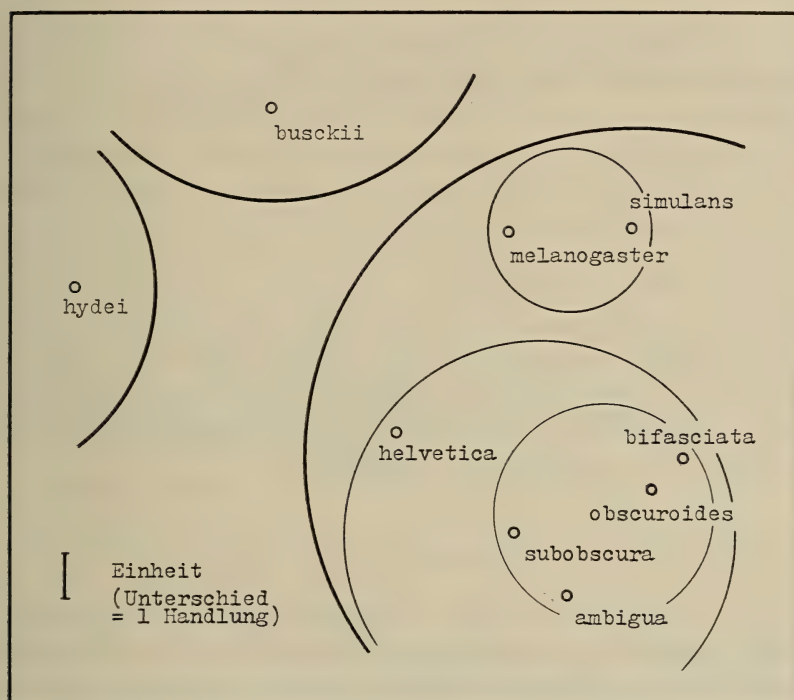 busckii
simulans
melanogaster
hydei
bifasciata
helvetica
obscuroides
subobscura
Einheit
(Unterschied
= 1 Handlung)
ambigua